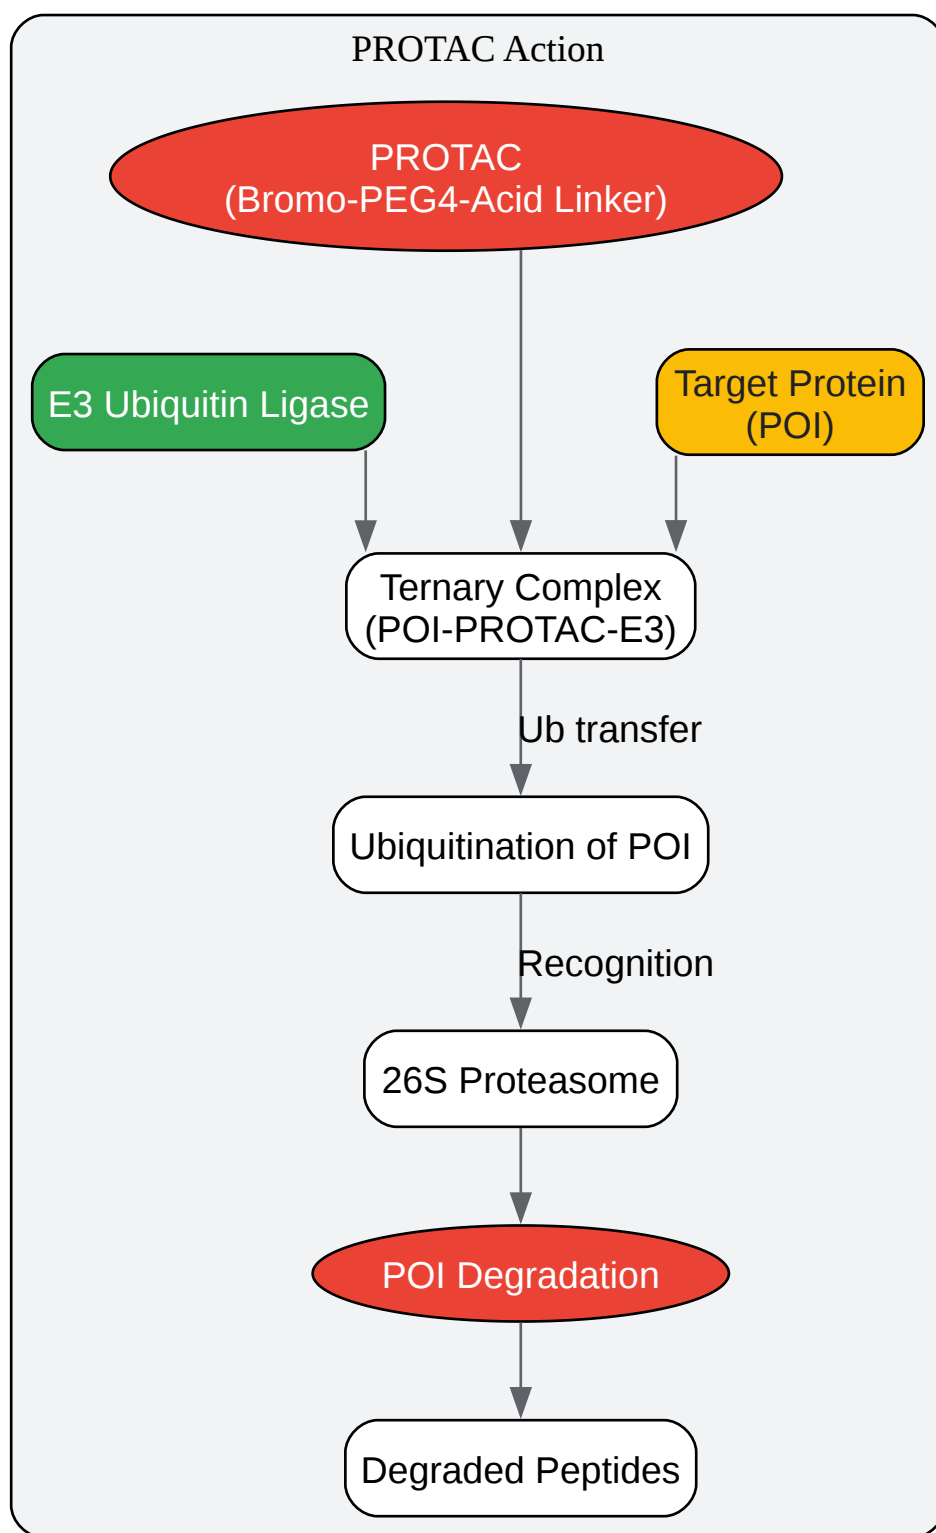 PROTAC Action
PROTAC
(Bromo-PEG4-Acid Linker)
E3 Ubiquitin Ligase
Target Protein
(POI)
Ternary Complex
(POI-PROTAC-E3)
Ub transfer
Ubiquitination of POI
Recognition
26S Proteasome
POI Degradation
Degraded Peptides